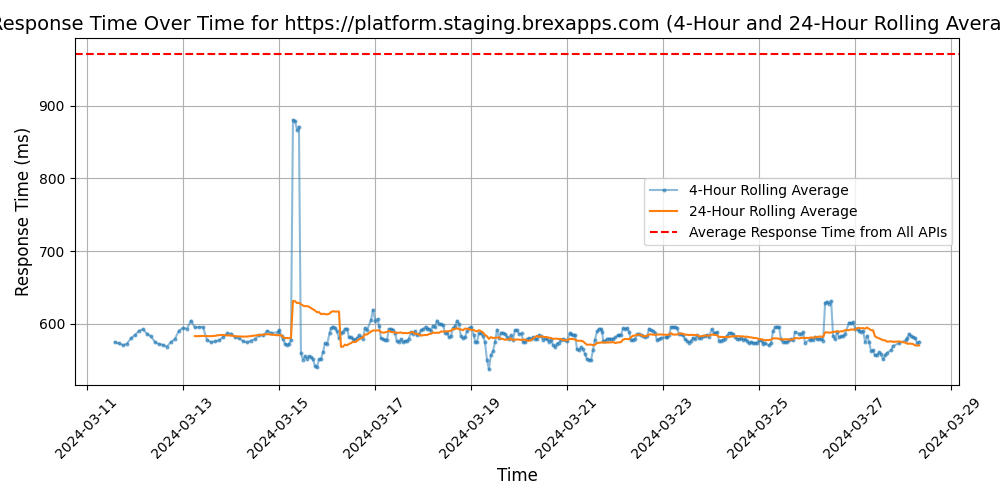 Response Time Over Time for https://platform.staging.brexapps.com (4-Hour and 24-Hour Rolling Avera
Response Time (ms)
900
800
700
600
4-Hour Rolling Average
24-Hour Rolling Average
Average Response Time from All APIs
2024-03-11
2024-03-13
2024-03-15
2024-03-17
2024-03-19
2024-03-21
2024-03-23
2024-03-25
2024-03-27
2024-03-29
Time